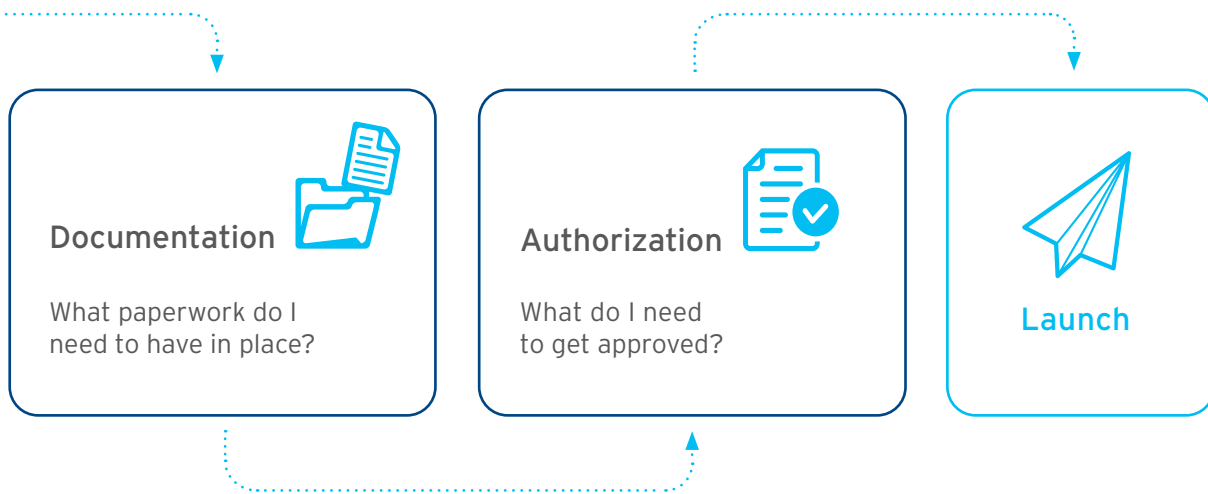 Documentation
What paperwork do I
need to have in place?
Authorization
What do I need
to get approved?
Launch